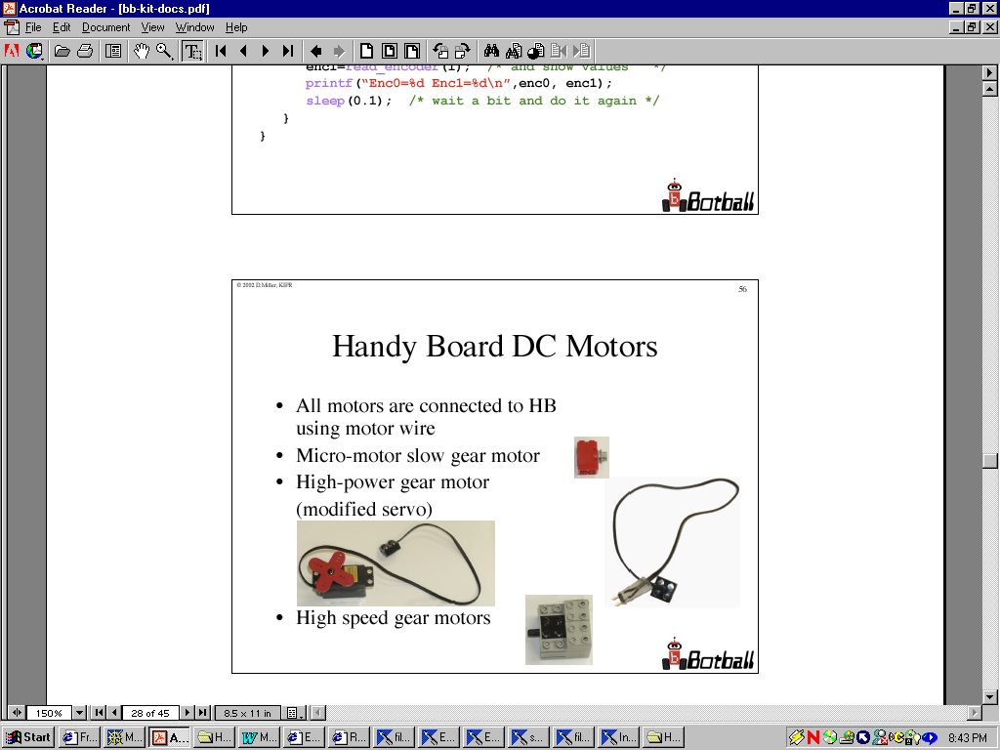 Acrobat Reader - [bb-kit-docs.pdf]
File Edit Document View Window Help
enc1=read_encoder(1); /* and show values */
printf("Enc0=%d Enc1=%d\n",enc0, enc1);
sleep(0.1); /* wait a bit and do it again */
}
}
b Botball
© 2002 D.Miller, KIPR
56
Handy Board DC Motors
• All motors are connected to HB
using motor wire
• Micro-motor slow gear motor
• High-power gear motor
(modified servo)
• High speed gear motors
b Botball
150% 28 of 45 8.5 x 11 in
Start Fr... M... A... H... M... E... R... fil... E... E... s... fil... In... H... 8:43 PM